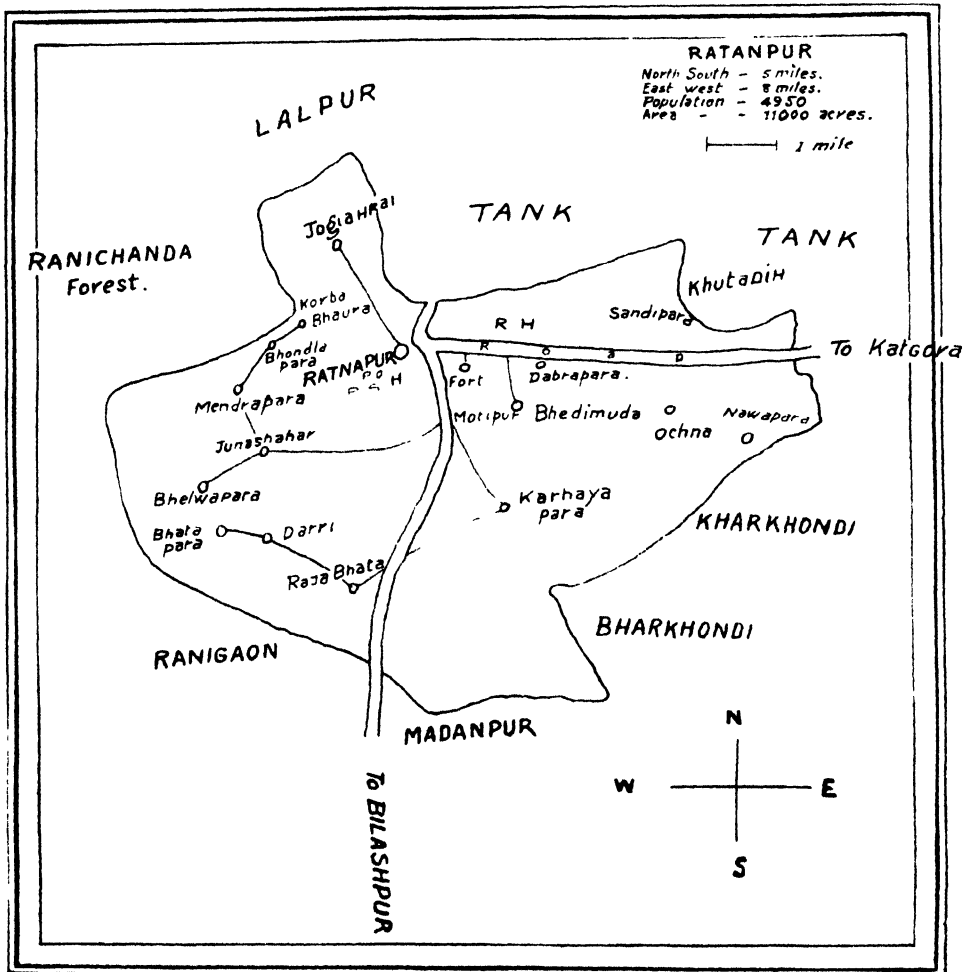 RATANPUR
North South - 5 miles.
East west - 8 miles.
Population - 4950
Area - - 11000 acres.
1 mile
LALPUR
TANK
TANK
RANICHANDA
Forest.
JogiaHRai
Khutadih
Korba
Bhaura
Sandipara
R H
Bhondla
para
RATNAPUR
R
a
D
To Katgora
P O
P S H
Fort
Dabrapara.
Mendrapara
Motipur
Bhedimuda
Nawapara
Ochna
Junashahar
Bhelwapara
Karhaya
para
Bhata
para
Darri
KHARKHONDI
RajaBhata
BHARKHONDI
RANIGAON
MADANPUR
N
W
E
S
To BILASHPUR